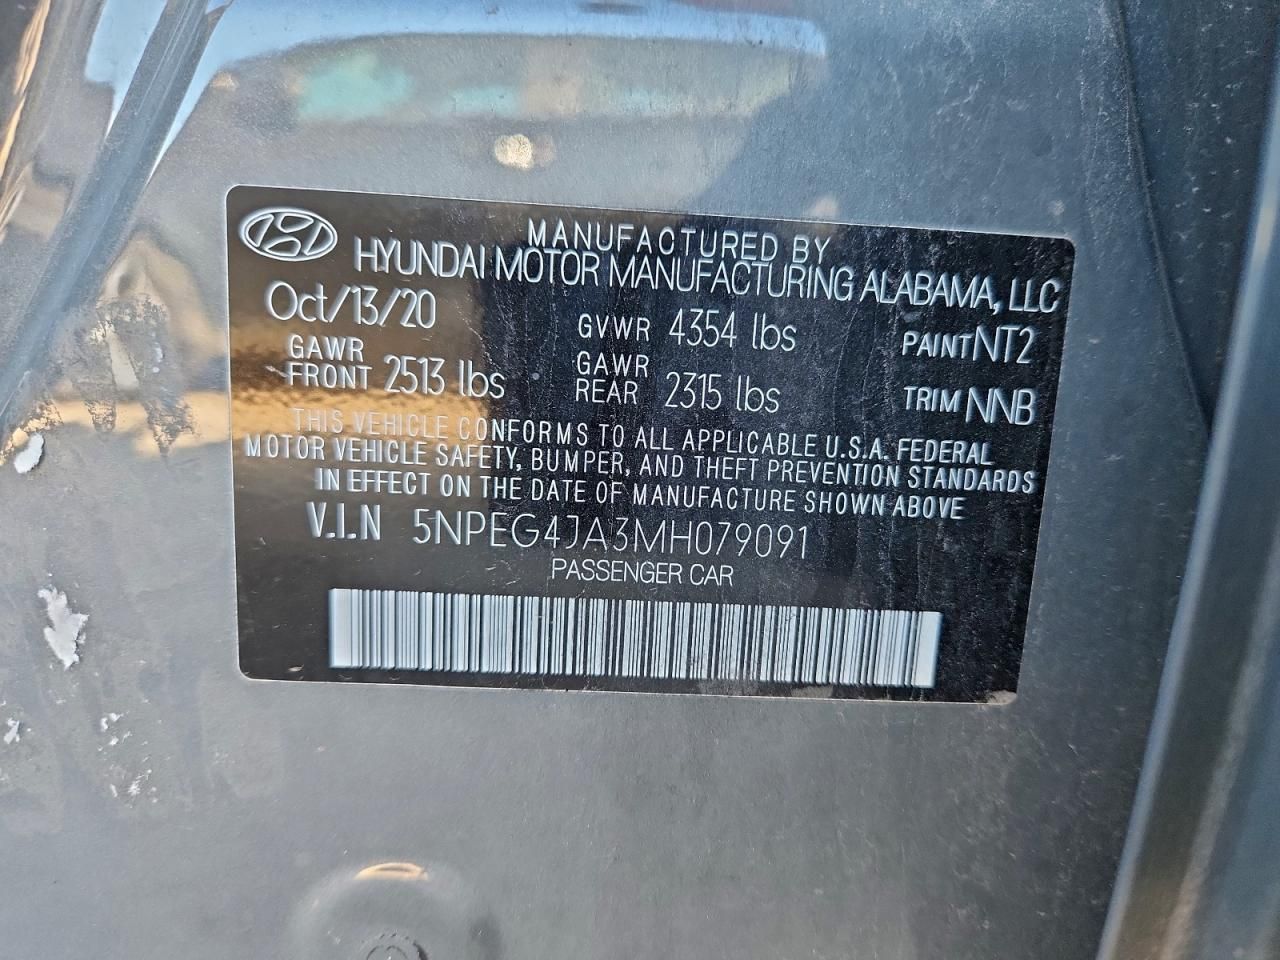 MANUFACTURED BY
HYUNDAI MOTOR MANUFACTURING ALABAMA, LLC
Oct/13/20
GVWR 4354 lbs
PAINT NT2
GAWR FRONT 2513 lbs
GAWR REAR 2315 lbs
TRIM NNB
THIS VEHICLE CONFORMS TO ALL APPLICABLE U.S.A. FEDERAL
MOTOR VEHICLE SAFETY, BUMPER, AND THEFT PREVENTION STANDARDS
IN EFFECT ON THE DATE OF MANUFACTURE SHOWN ABOVE
V.I.N 5NPEG4JA3MH079091
PASSENGER CAR